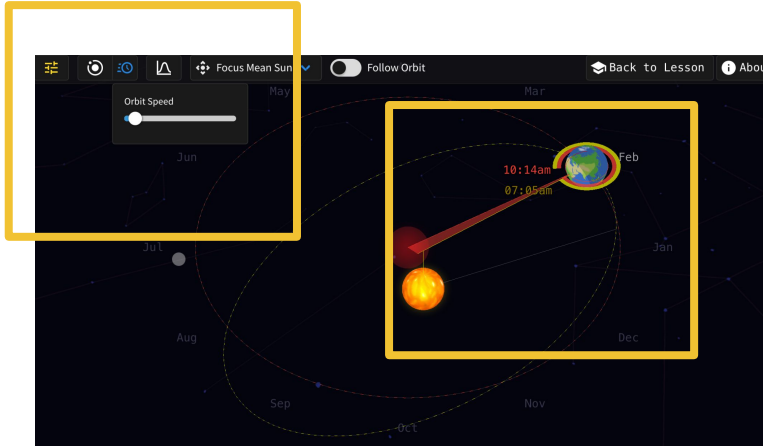 Focus Mean Sun
Follow Orbit
Back to Lesson
Abou
Orbit Speed
May
Mar
Jun
Feb
10:14am
07:05am
Jul
Jan
Aug
Dec
Sep
Nov
Oct